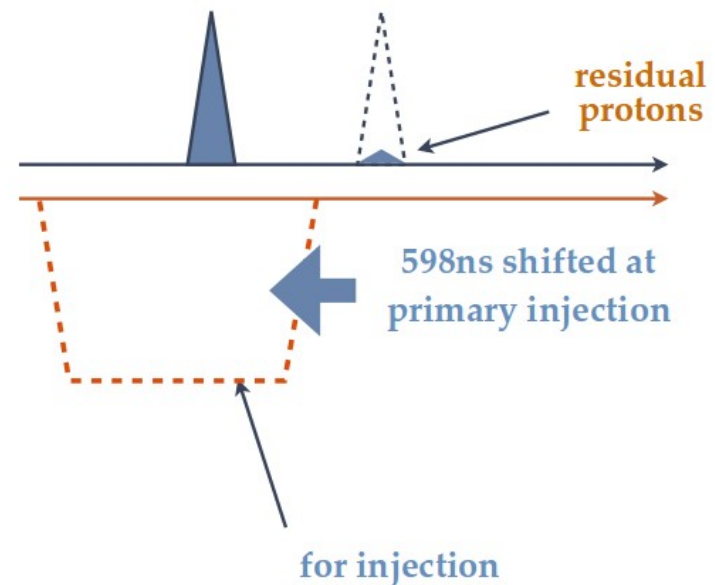 residual
protons
598ns shifted at
primary injection
for injection